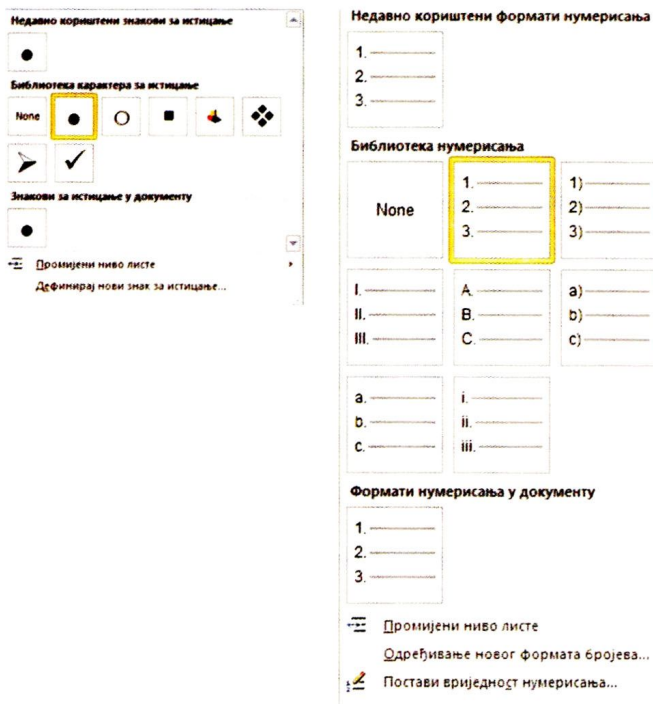 Недавно кориштени знакови за истицање
Библиотека карактера за истицање
None
Знакови за истицање у документу
Промијени ниво листе
Дефинирај нови знак за истицање...
Недавно кориштени формати нумерисања
1.
2.
3.
Библиотека нумерисања
None
1.
2.
3.
1)
2)
3)
I.
II.
III.
A.
B.
C.
a)
b)
c)
a.
b.
c.
i.
ii.
iii.
Формати нумерисања у документу
1.
2.
3.
Промијени ниво листе
Одређивање новог формата бројева...
Постави вриједност нумерисања...